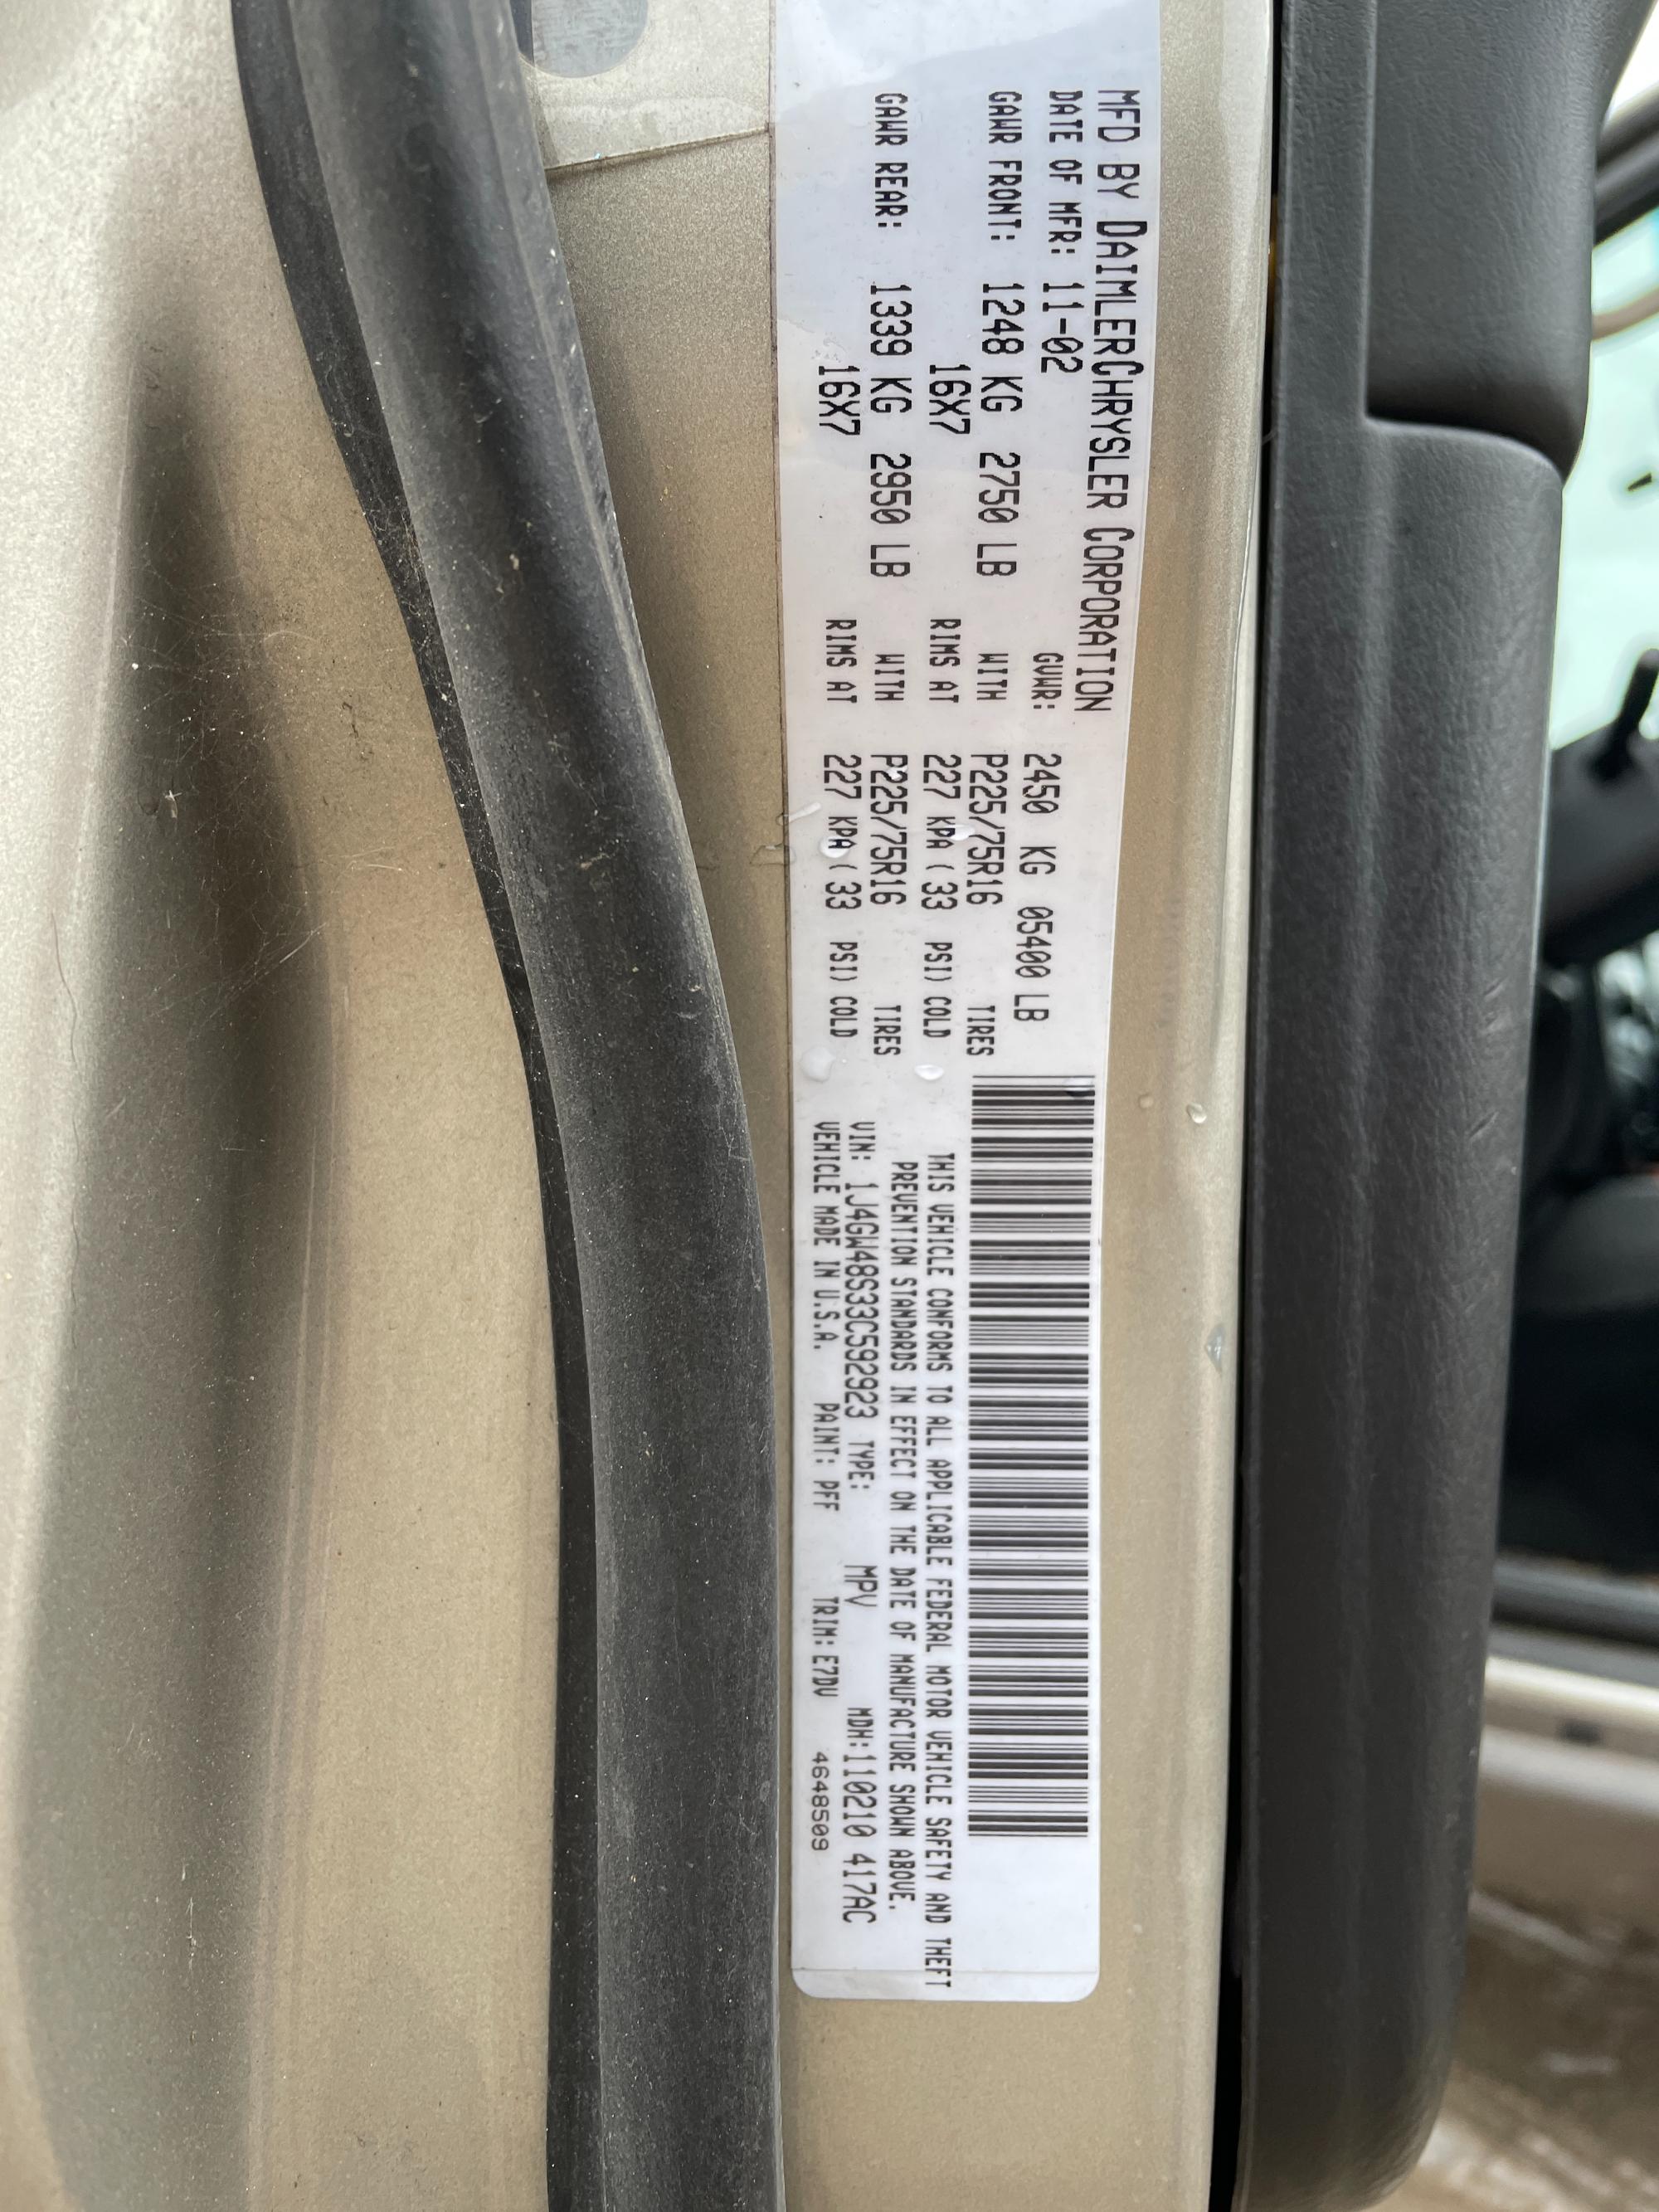 MFD BY DAIMLERCHRYSLER CORPORATION
DATE OF MFR: 11-02 GVWR: 2450 KG 05400 LB
GAWR FRONT: 1248 KG 2750 LB WITH P225/75R16 TIRES
16X7 RIMS AT 227 KPA ( 33 PSI) COLD
GAWR REAR: 1339 KG 2950 LB WITH P225/75R16 TIRES
16X7 RIMS AT 227 KPA ( 33 PSI) COLD
THIS VEHICLE CONFORMS TO ALL APPLICABLE FEDERAL MOTOR VEHICLE SAFETY AND THEFT
PREVENTION STANDARDS IN EFFECT ON THE DATE OF MANUFACTURE SHOWN ABOVE.
VIN: 1J4GW48S33C592923 TYPE: MPV MDH:110210 417AC
VEHICLE MADE IN U.S.A. PAINT: PFF TRIM: E7DV 4648509